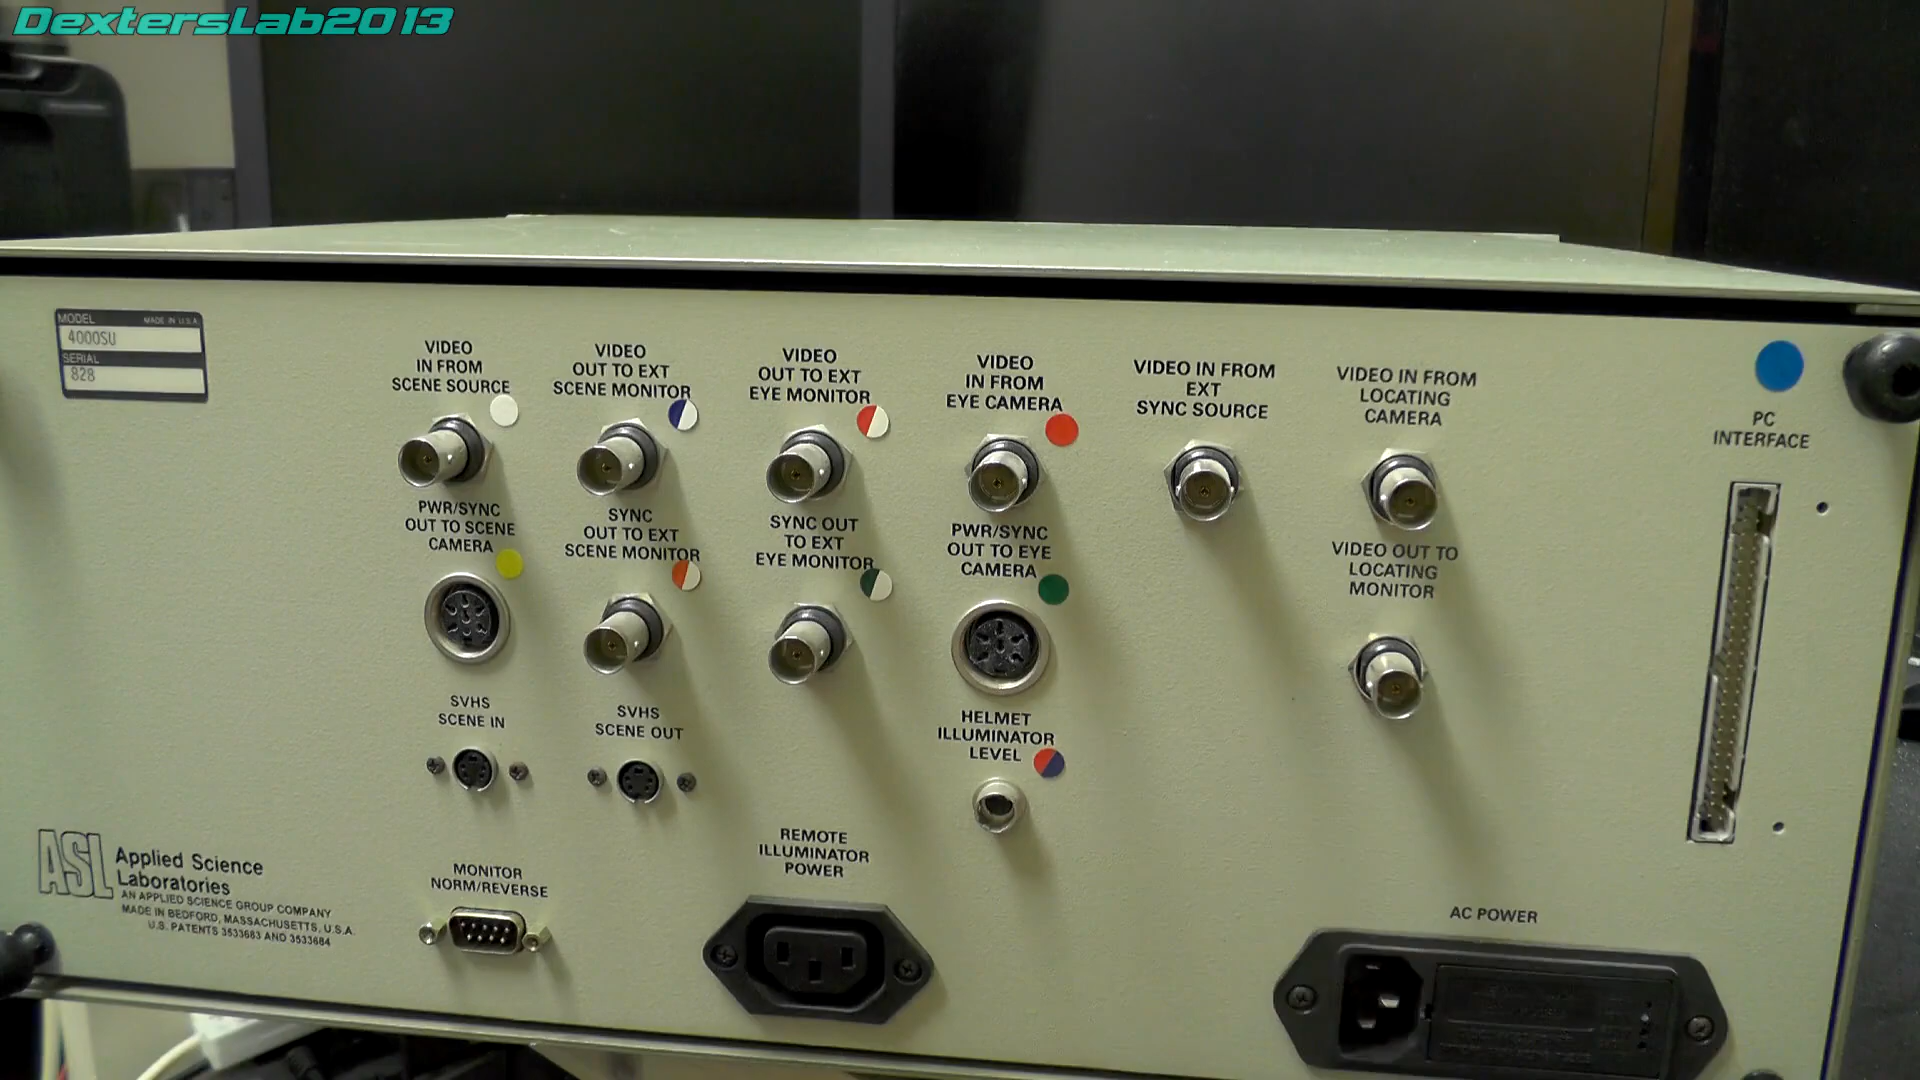 DextersLab2013
MODEL MADE IN U.S.A.
4000SU
SERIAL
828
VIDEO
IN FROM
SCENE SOURCE
VIDEO
OUT TO EXT
SCENE MONITOR
VIDEO
OUT TO EXT
EYE MONITOR
VIDEO
IN FROM
EYE CAMERA
VIDEO IN FROM
EXT
SYNC SOURCE
VIDEO IN FROM
LOCATING
CAMERA
PC
INTERFACE
PWR/SYNC
OUT TO SCENE
CAMERA
SYNC
OUT TO EXT
SCENE MONITOR
SYNC OUT
TO EXT
EYE MONITOR
PWR/SYNC
OUT TO EYE
CAMERA
VIDEO OUT TO
LOCATING
MONITOR
SVHS
SCENE IN
SVHS
SCENE OUT
HELMET
ILLUMINATOR
LEVEL
REMOTE
ILLUMINATOR
POWER
MONITOR
NORM/REVERSE
AC POWER
ASL Applied Science
Laboratories
AN APPLIED SCIENCE GROUP COMPANY
MADE IN BEDFORD, MASSACHUSETTS, U.S.A.
U.S. PATENTS 3533683 AND 3533684